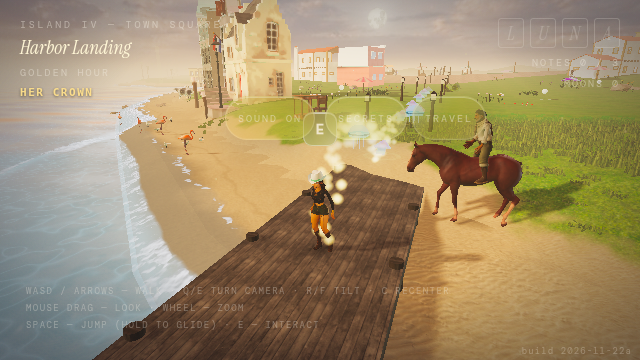 ISLAND IV — TOWN SQUARE
Harbor Landing
GOLDEN HOUR
HER CROWN
L U N
NOTES
SOUND ON
SECRETS
TRAVEL
E
WASD / ARROWS — WALK · Q/E TURN CAMERA · R/F TILT · C RECENTER
MOUSE DRAG — LOOK · WHEEL — ZOOM
SPACE — JUMP (HOLD TO GLIDE) · E — INTERACT
build 2026-11-22a